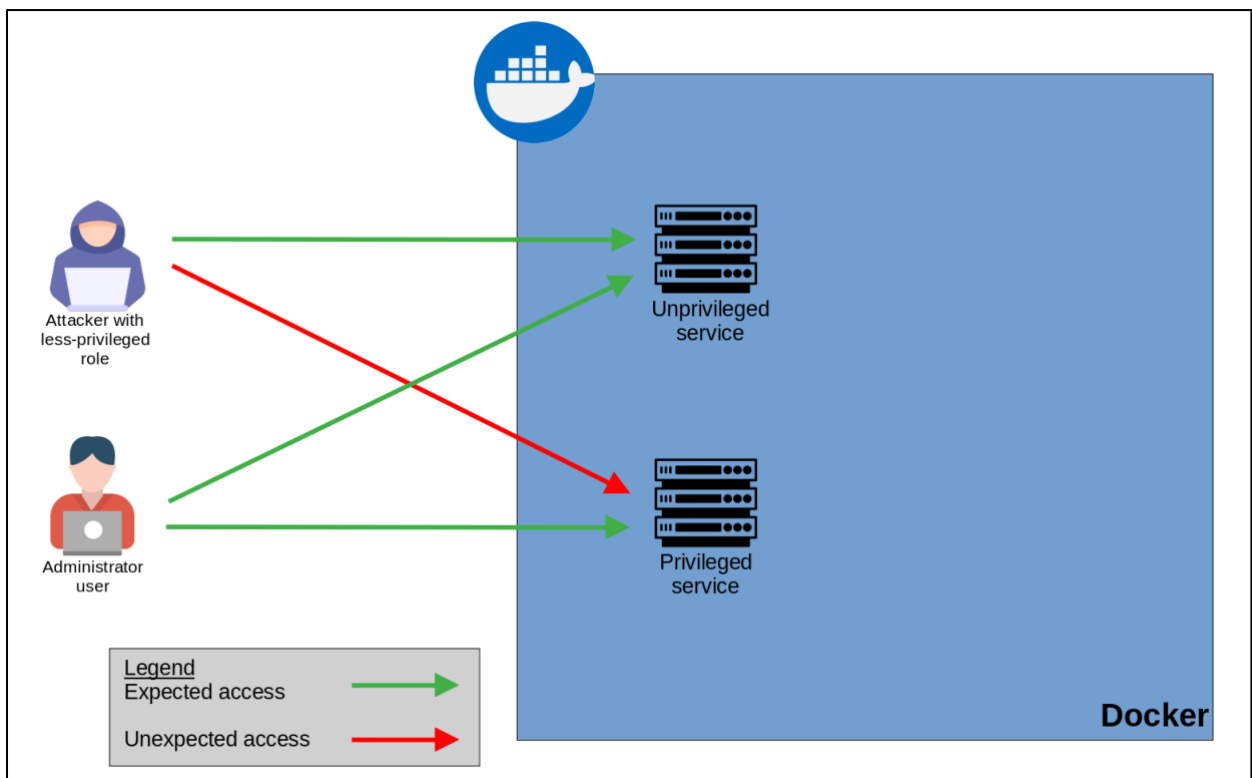 Attacker with
less-privileged
role
Unprivileged
service
Administrator
user
Privileged
service
Legend
Expected access
Unexpected access
Docker